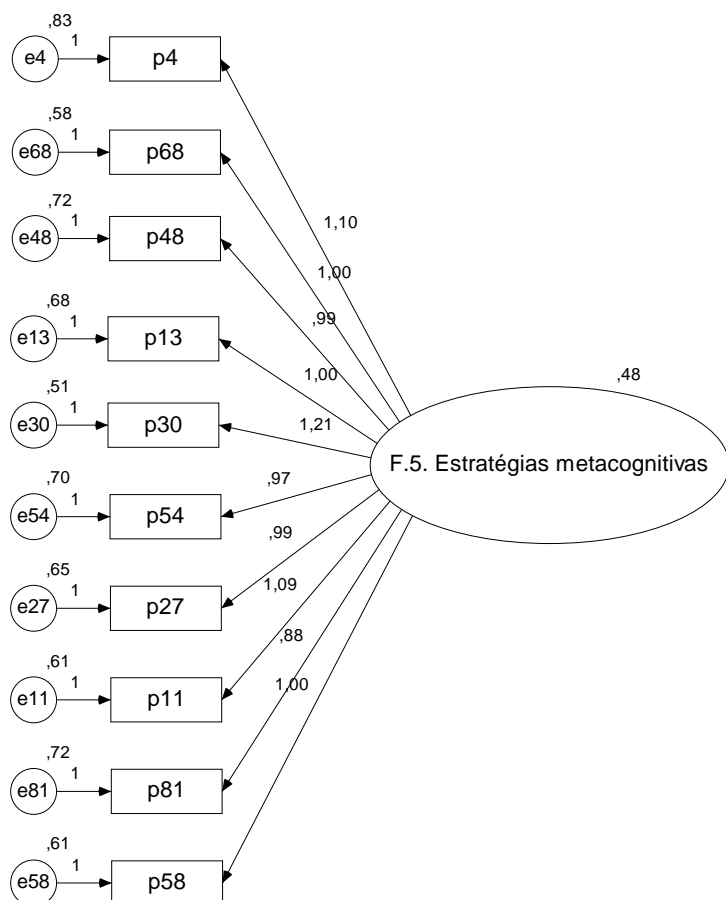 ,83
1
e4
p4
,58
1
e68
p68
,72
1
e48
p48
,68
1
e13
p13
,51
1
e30
p30
,70
1
e54
p54
,65
1
e27
p27
,61
1
e11
p11
,72
1
e81
p81
,61
1
e58
p58
1,10
1,00
,99
1,00
1,21
,97
,99
1,09
,88
1,00
,48
F.5. Estratégias metacognitivas